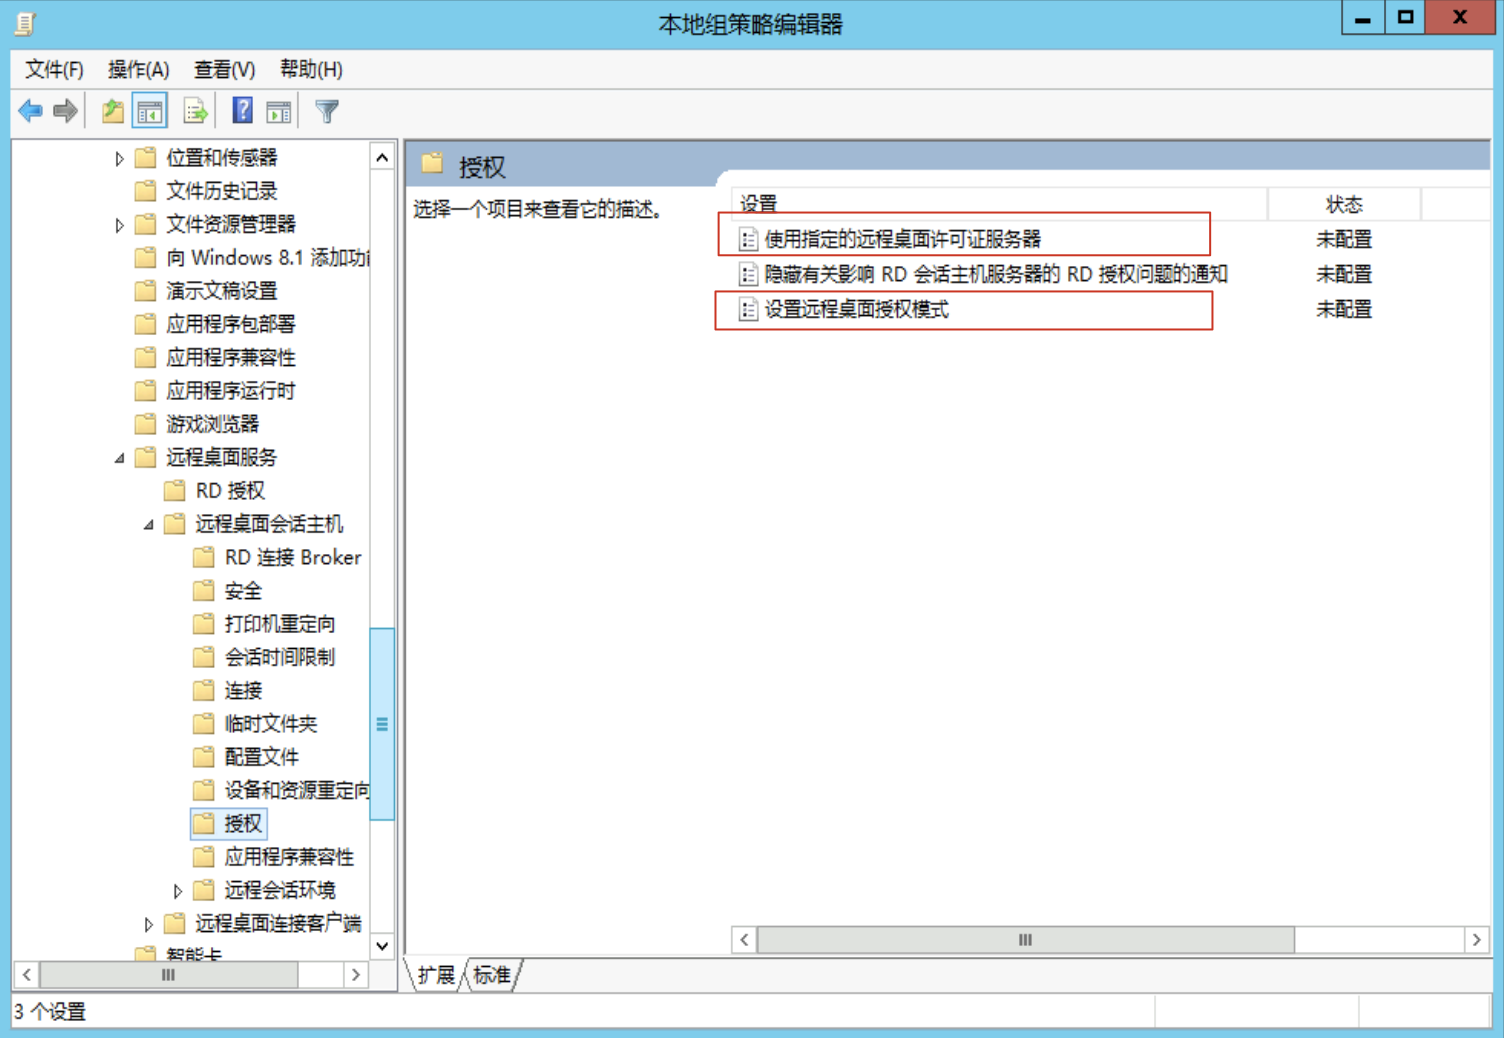 本地组策略编辑器
文件(F) 操作(A) 查看(V) 帮助(H)
位置和传感器
文件历史记录
文件资源管理器
向 Windows 8.1 添加功
演示文稿设置
应用程序包部署
应用程序兼容性
应用程序运行时
游戏浏览器
远程桌面服务
RD 授权
远程桌面会话主机
RD 连接 Broker
安全
打印机重定向
会话时间限制
连接
临时文件夹
配置文件
设备和资源重定向
授权
应用程序兼容性
远程会话环境
远程桌面连接客户端
智能卡
授权
选择一个项目来查看它的描述。
设置 状态
使用指定的远程桌面许可证服务器 未配置
隐藏有关影响 RD 会话主机服务器的 RD 授权问题的通知 未配置
设置远程桌面授权模式 未配置
扩展 标准
3 个设置